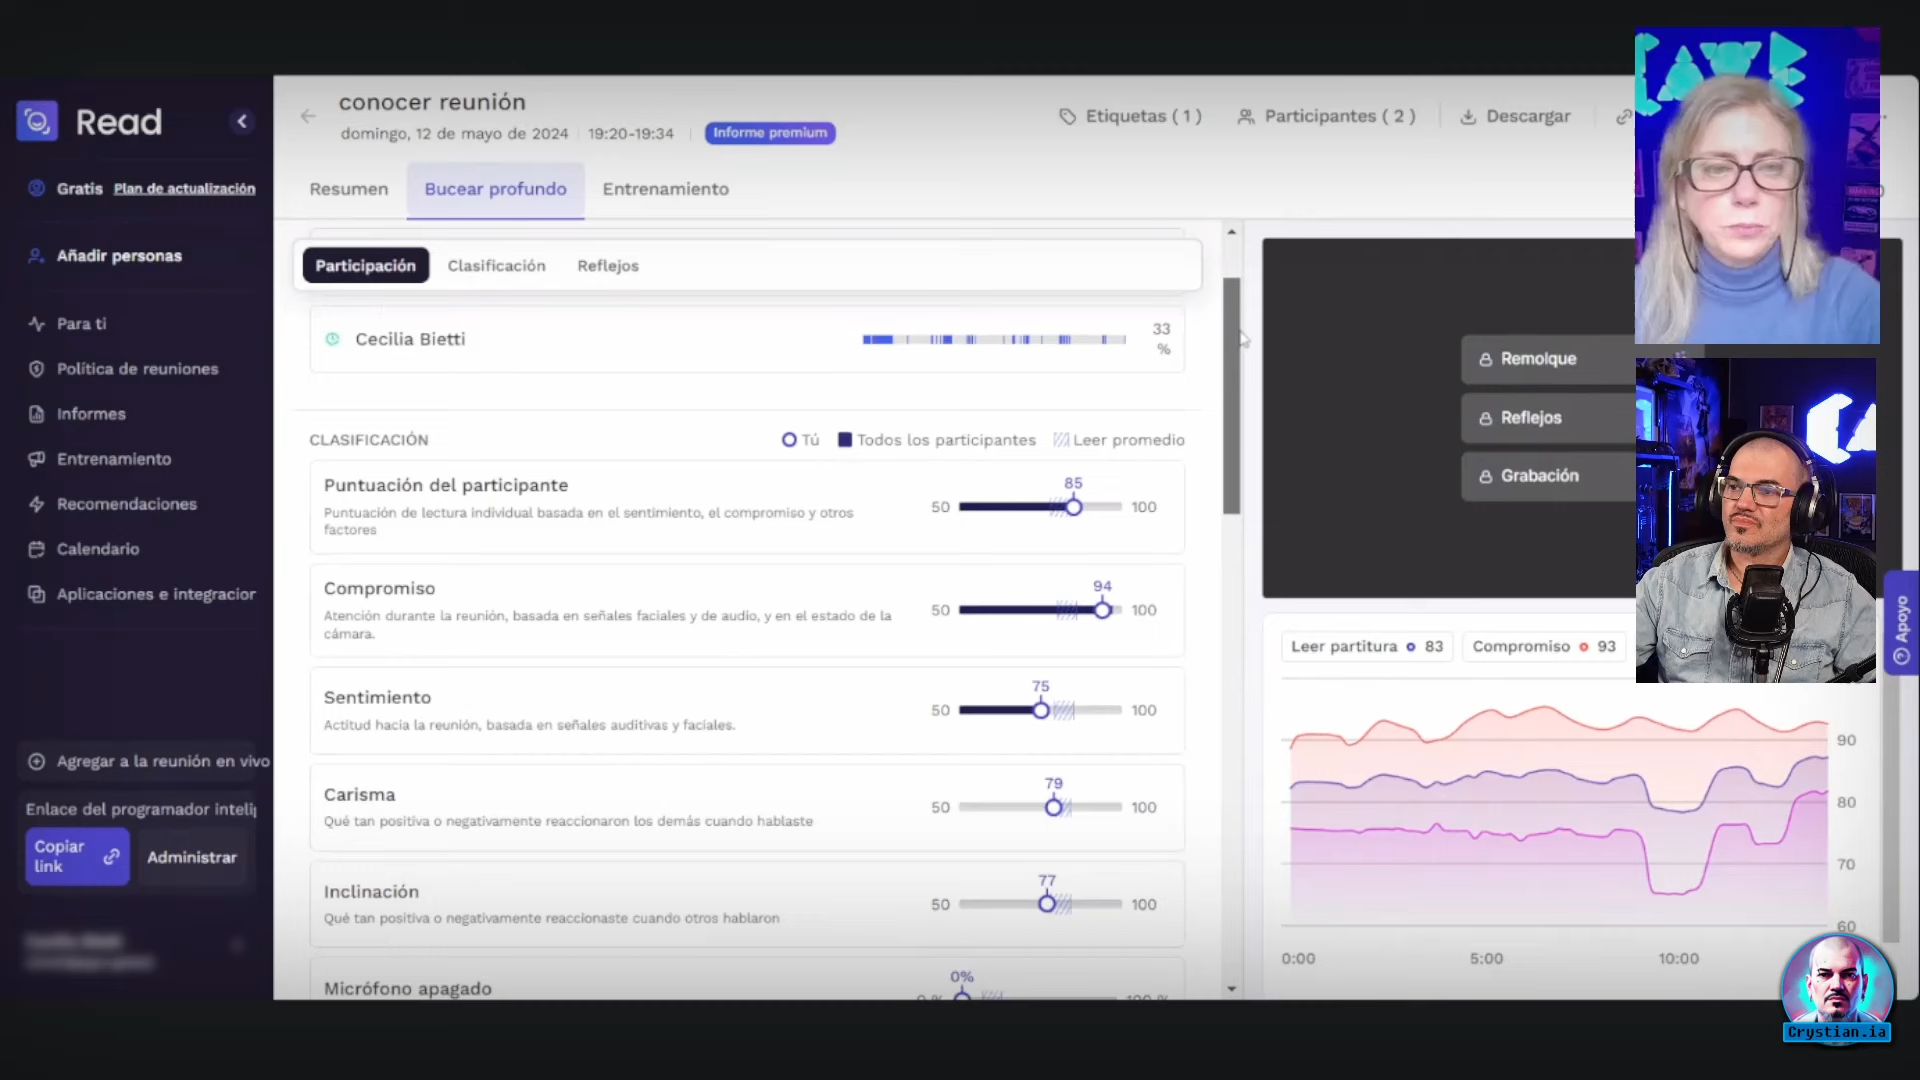 Read
Gratis Plan de actualización
Añadir personas
Para ti
Política de reuniones
Informes
Entrenamiento
Recomendaciones
Calendario
Aplicaciones e integracior
Agregar a la reunión en vivo
Enlace del programador inteli
Copiar link
Administrar
conocer reunión
domingo, 12 de mayo de 2024 19:20-19:34 Informe premium
Etiquetas ( 1 ) Participantes ( 2 ) Descargar
Resumen Bucear profundo Entrenamiento
Participación Clasificación Reflejos
Cecilia Bietti 33 %
CLASIFICACIÓN Tú Todos los participantes Leer promedio
Puntuación del participante
Puntuación de lectura individual basada en el sentimiento, el compromiso y otros
factores
85
50 100
Compromiso
Atención durante la reunión, basada en señales faciales y de audio, y en el estado de la
cámara.
94
50 100
Sentimiento
Actitud hacia la reunión, basada en señales auditivas y faciales.
75
50 100
Carisma
Qué tan positiva o negativamente reaccionaron los demás cuando hablaste
79
50 100
Inclinación
Qué tan positiva o negativamente reaccionaste cuando otros hablaron
77
50 100
Micrófono apagado
0%
0 % 100 %
Remolque
Reflejos
Grabación
Leer partitura 83 Compromiso 93
90
80
70
60
0:00 5:00 10:00
Apoyo
Crystian.ia